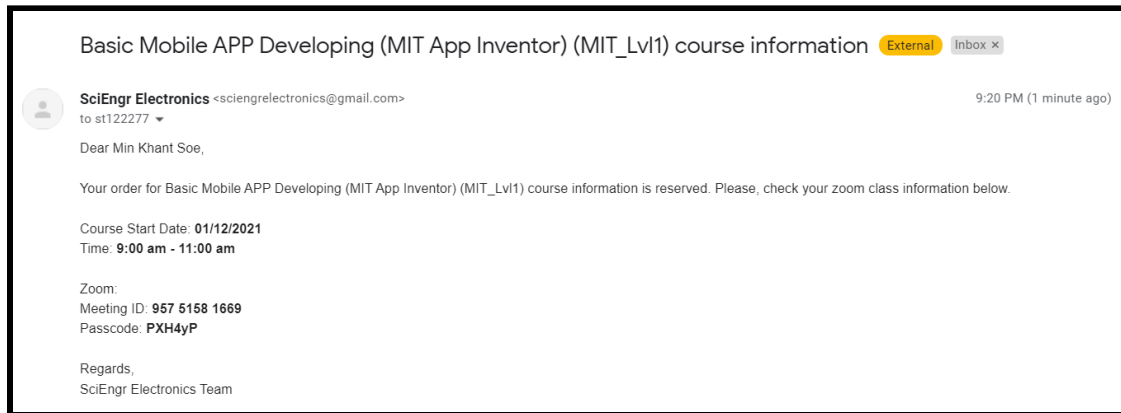 Basic Mobile APP Developing (MIT App Inventor) (MIT_Lvl1) course information External Inbox ×
SciEngr Electronics <sciengrelectronics@gmail.com> 9:20 PM (1 minute ago)
to st122277
Dear Min Khant Soe,
Your order for Basic Mobile APP Developing (MIT App Inventor) (MIT_Lvl1) course information is reserved. Please, check your zoom class information below.
Course Start Date: 01/12/2021
Time: 9:00 am - 11:00 am
Zoom:
Meeting ID: 957 5158 1669
Passcode: PXH4yP
Regards,
SciEngr Electronics Team